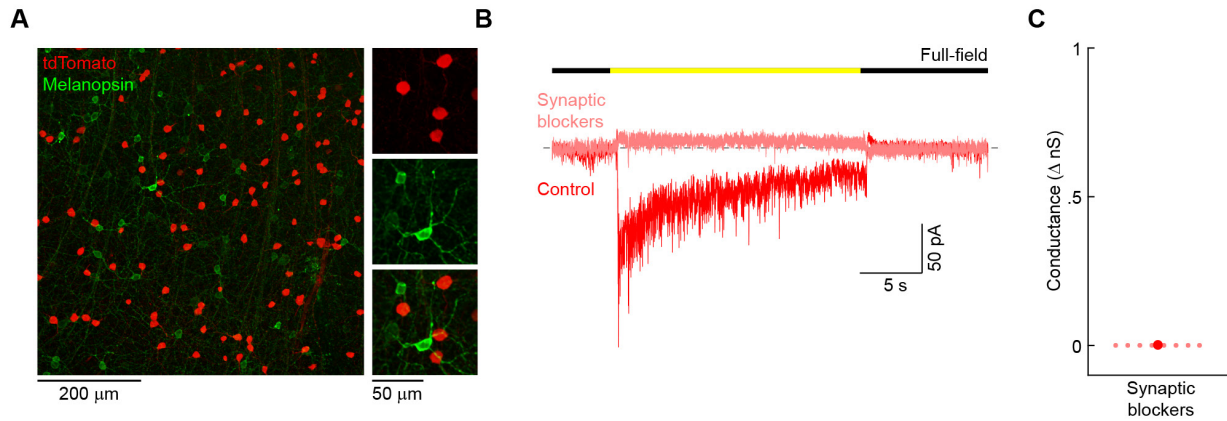 A
tdTomato
Melanopsin
200 μm
50 μm
B
Full-field
Synaptic
blockers
Control
50 pA
5 s
C
Conductance (Δ nS)
1
.5
0
Synaptic
blockers